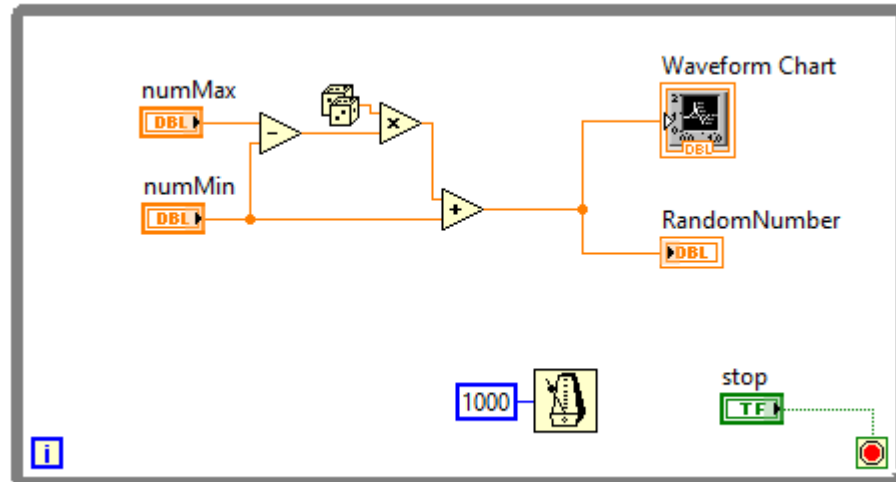 numMax
DBL
numMin
DBL
Waveform Chart
DBL
RandomNumber
DBL
1000
stop
TF
i